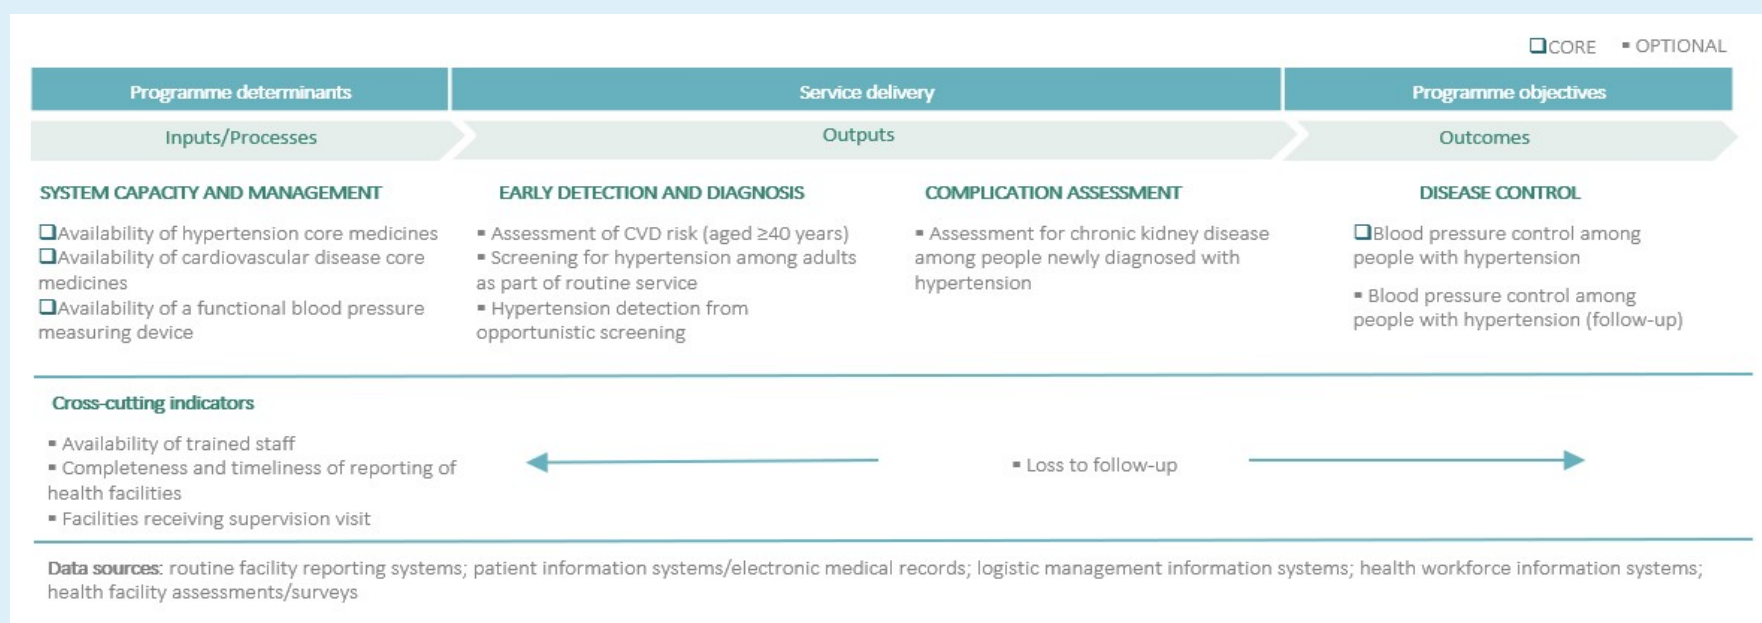 ❑CORE ▪ OPTIONAL
Programme determinants
Service delivery
Programme objectives
Inputs/Processes
Outputs
Outcomes
SYSTEM CAPACITY AND MANAGEMENT
❑Availability of hypertension core medicines
❑Availability of cardiovascular disease core
medicines
❑Availability of a functional blood pressure
measuring device
EARLY DETECTION AND DIAGNOSIS
▪ Assessment of CVD risk (aged ≥40 years)
▪ Screening for hypertension among adults
as part of routine service
▪ Hypertension detection from
opportunistic screening
COMPLICATION ASSESSMENT
▪ Assessment for chronic kidney disease
among people newly diagnosed with
hypertension
DISEASE CONTROL
❑Blood pressure control among
people with hypertension
▪ Blood pressure control among
people with hypertension (follow-up)
Cross-cutting indicators
▪ Availability of trained staff
▪ Completeness and timeliness of reporting of
health facilities
▪ Facilities receiving supervision visit
▪ Loss to follow-up
Data sources: routine facility reporting systems; patient information systems/electronic medical records; logistic management information systems; health workforce information systems;
health facility assessments/surveys